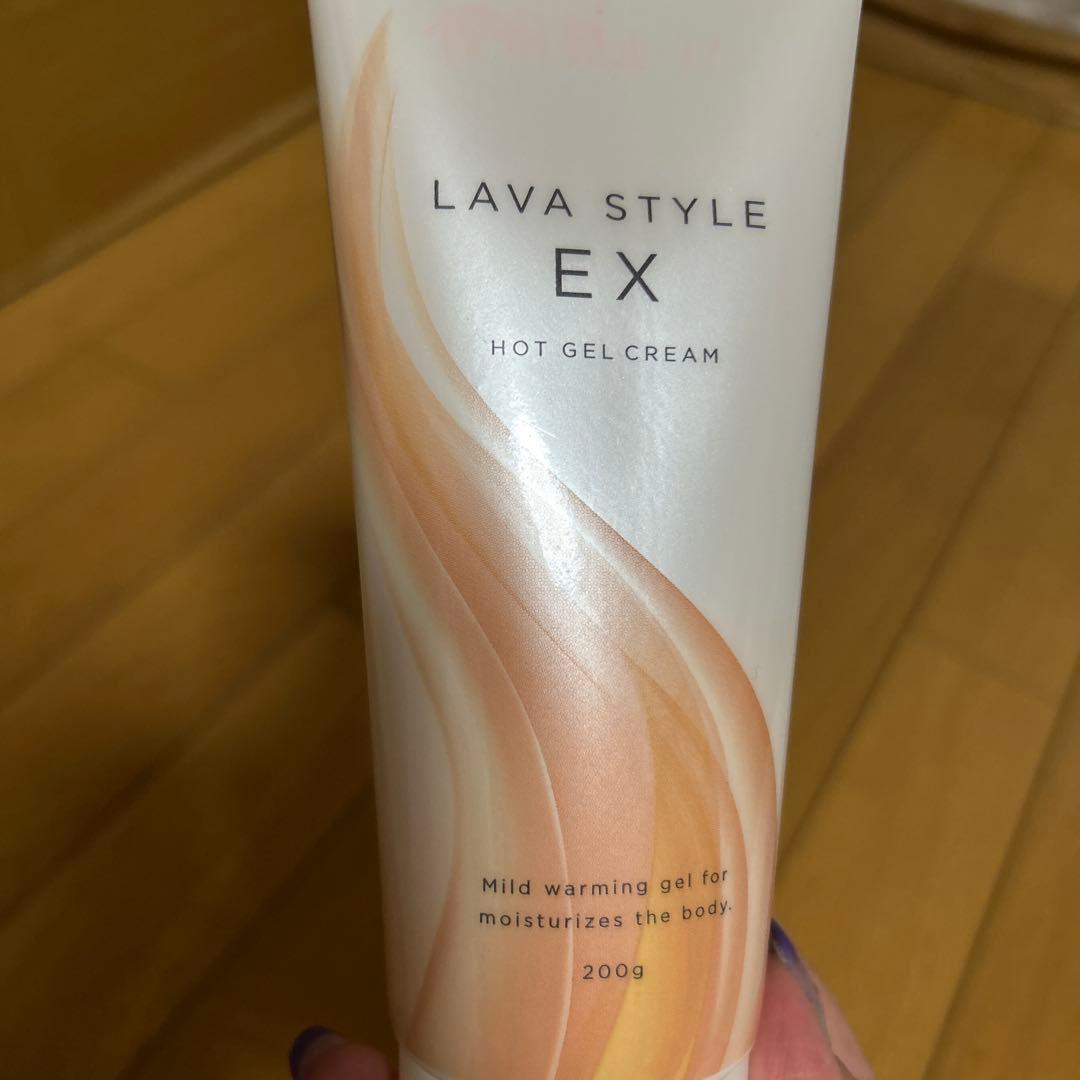 LAVA STYLE
EX
HOT GEL CREAM
Mild warming gel for
moisturizes the body.
200g